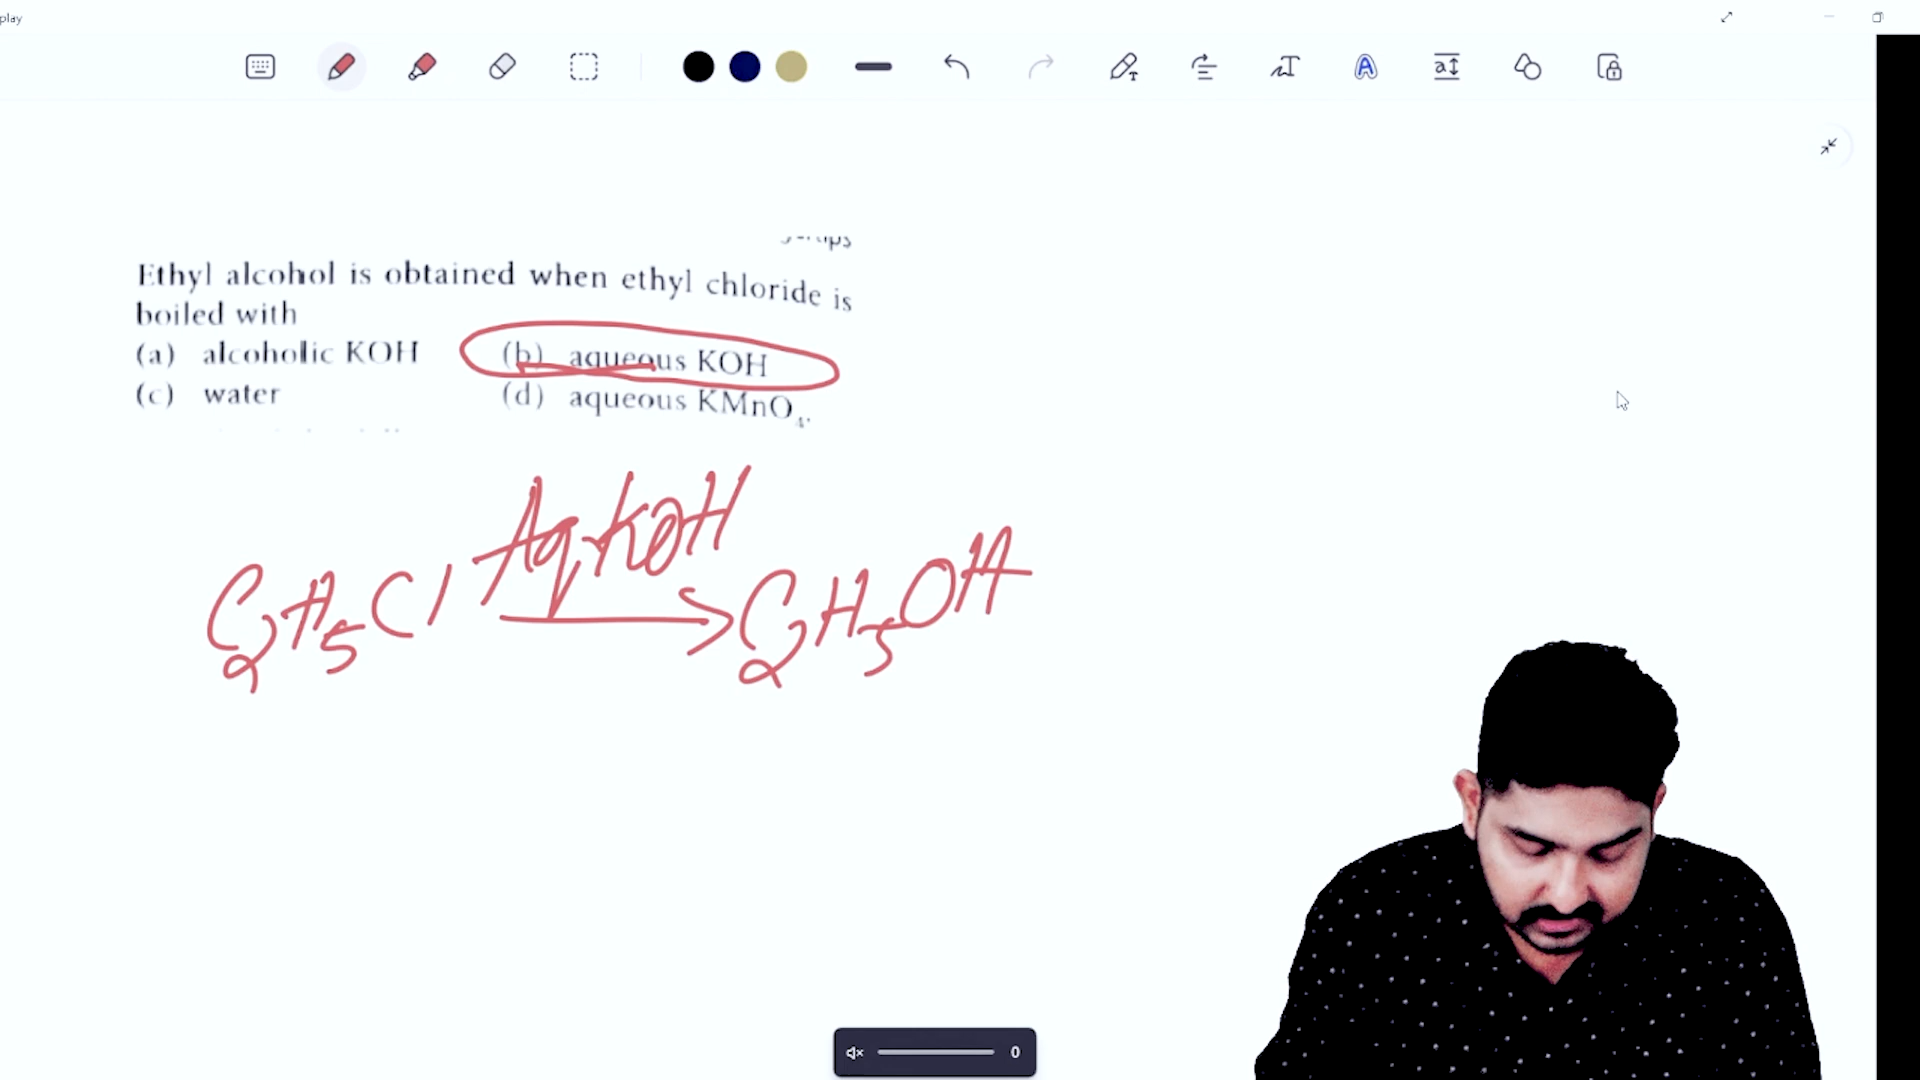 play
Ethyl alcohol is obtained when ethyl chloride is
boiled with
(a) alcoholic KOH (b) aqueous KOH
(c) water (d) aqueous KMnO₄.
Aq.KOH
C₂H₅Cl → C₂H₅OH
0